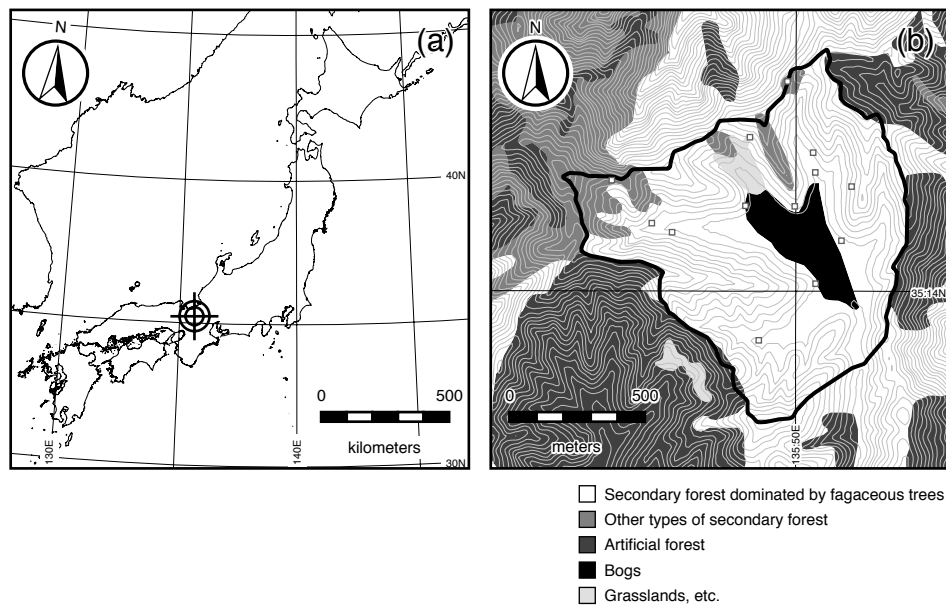 (a)
N
40N
0 500
kilometers
130E
140E
30N
(b)
N
35:14N
0 500
meters
135:50E
Secondary forest dominated by fagaceous trees
Other types of secondary forest
Artificial forest
Bogs
Grasslands, etc.